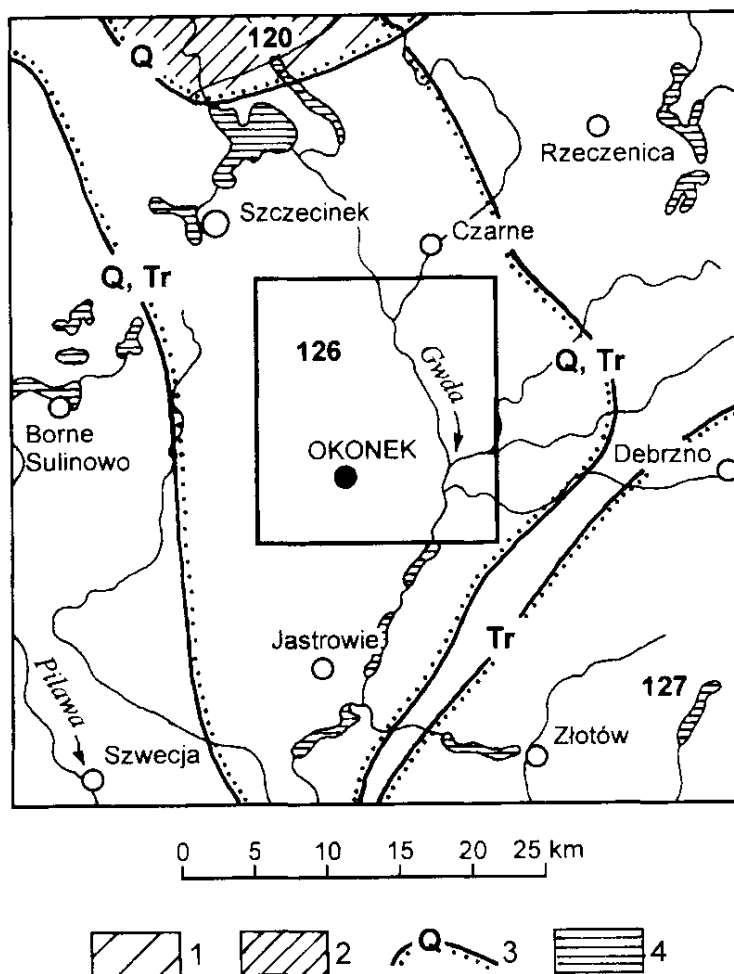 120
Q
Rzeczenica
Szczecinek
Czarne
Q, Tr
126
Gwda
Q, Tr
Borne
Sulinowo
OKONEK
Debrzno
Jastrowie
Tr
127
Piława
Szwecja
Złotów
0 5 10 15 20 25 km
1 2 Q 3 4